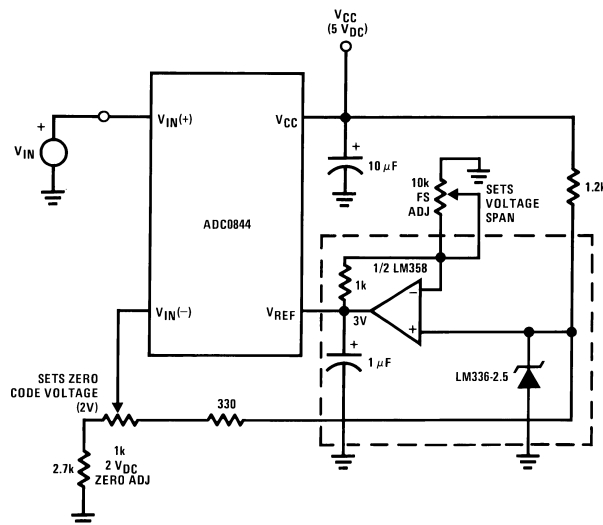 VCC
(5 VDC)
+
VIN
VIN(+)
VCC
+
10 μF
ADC0844
10k
FS
ADJ
SETS
VOLTAGE
SPAN
1.2k
1/2 LM358
1k
VIN(−)
VREF
3V
−
+
+
1 μF
LM336-2.5
SETS ZERO
CODE VOLTAGE
(2V)
330
1k
2 VDC
ZERO ADJ
2.7k